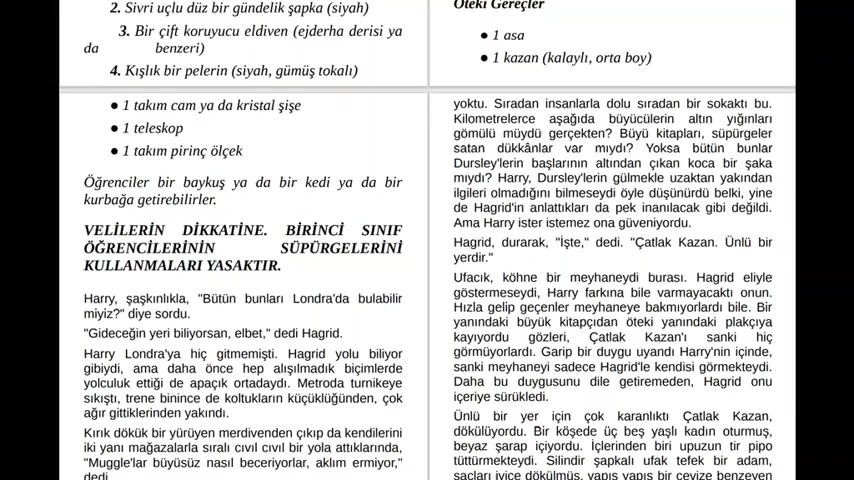 2. Sivri uçlu düz bir gündelik şapka (siyah)
3. Bir çift koruyucu eldiven (ejderha derisi ya
da benzeri)
4. Kışlık bir pelerin (siyah, gümüş tokalı)
Öteki Gereçler
● 1 asa
● 1 kazan (kalaylı, orta boy)
● 1 takım cam ya da kristal şişe
● 1 teleskop
● 1 takım pirinç ölçek
Öğrenciler bir baykuş ya da bir kedi ya da bir
kurbağa getirebilirler.
VELİLERİN DİKKATİNE. BİRİNCİ SINIF
ÖĞRENCİLERİNİN SÜPÜRGELERİNİ
KULLANMALARI YASAKTIR.
Harry, şaşkınlıkla, "Bütün bunları Londra'da bulabilir
miyiz?" diye sordu.
"Gideceğin yeri biliyorsan, elbet," dedi Hagrid.
Harry Londra'ya hiç gitmemişti. Hagrid yolu biliyor
gibiydi, ama daha önce hep alışılmadık biçimlerde
yolculuk ettiği de apaçık ortadaydı. Metroda turnikeye
sıkıştı, trene binince de koltukların küçüklüğünden, çok
ağır gittiklerinden yakındı.
Kırık dökük bir yürüyen merdivenden çıkıp da kendilerini
iki yanı mağazalarla sıralı cıvıl cıvıl bir yola attıklarında,
"Muggle'lar büyüsüz nasıl beceriyorlar, aklım ermiyor,"
dedi
yoktu. Sıradan insanlarla dolu sıradan bir sokaktı bu.
Kilometrelerce aşağıda büyücülerin altın yığınları
gömülü müydü gerçekten? Büyü kitapları, süpürgeler
satan dükkânlar var mıydı? Yoksa bütün bunlar
Dursley'lerin başlarının altından çıkan koca bir şaka
mıydı? Harry, Dursley'lerin gülmekle uzaktan yakından
ilgileri olmadığını bilmeseydi öyle düşünürdü belki, yine
de Hagrid'in anlattıkları da pek inanılacak gibi değildi.
Ama Harry ister istemez ona güveniyordu.
Hagrid, durarak, "İşte," dedi. "Çatlak Kazan. Ünlü bir
yerdir."
Ufacık, köhne bir meyhaneydi burası. Hagrid eliyle
göstermeseydi, Harry farkına bile varmayacaktı onun.
Hızla gelip geçenler meyhaneye bakmıyorlardı bile. Bir
yanındaki büyük kitapçıdan öteki yanındaki plakçıya
kayıyordu gözleri, Çatlak Kazan'ı sanki hiç
görmüyorlardı. Garip bir duygu uyandı Harry'nin içinde,
sanki meyhaneyi sadece Hagrid'le kendisi görmekteydi.
Daha bu duygusunu dile getiremeden, Hagrid onu
içeriye sürükledi.
Ünlü bir yer için çok karanlıktı Çatlak Kazan,
dökülüyordu. Bir köşede üç beş yaşlı kadın oturmuş,
beyaz şarap içiyordu. İçlerinden biri upuzun tir pipo
tüttürmekteydi. Silindir şapkalı ufak tefek bir adam,
saçları iyice dökülmüş, yapış yapış bir cevize benzeyen